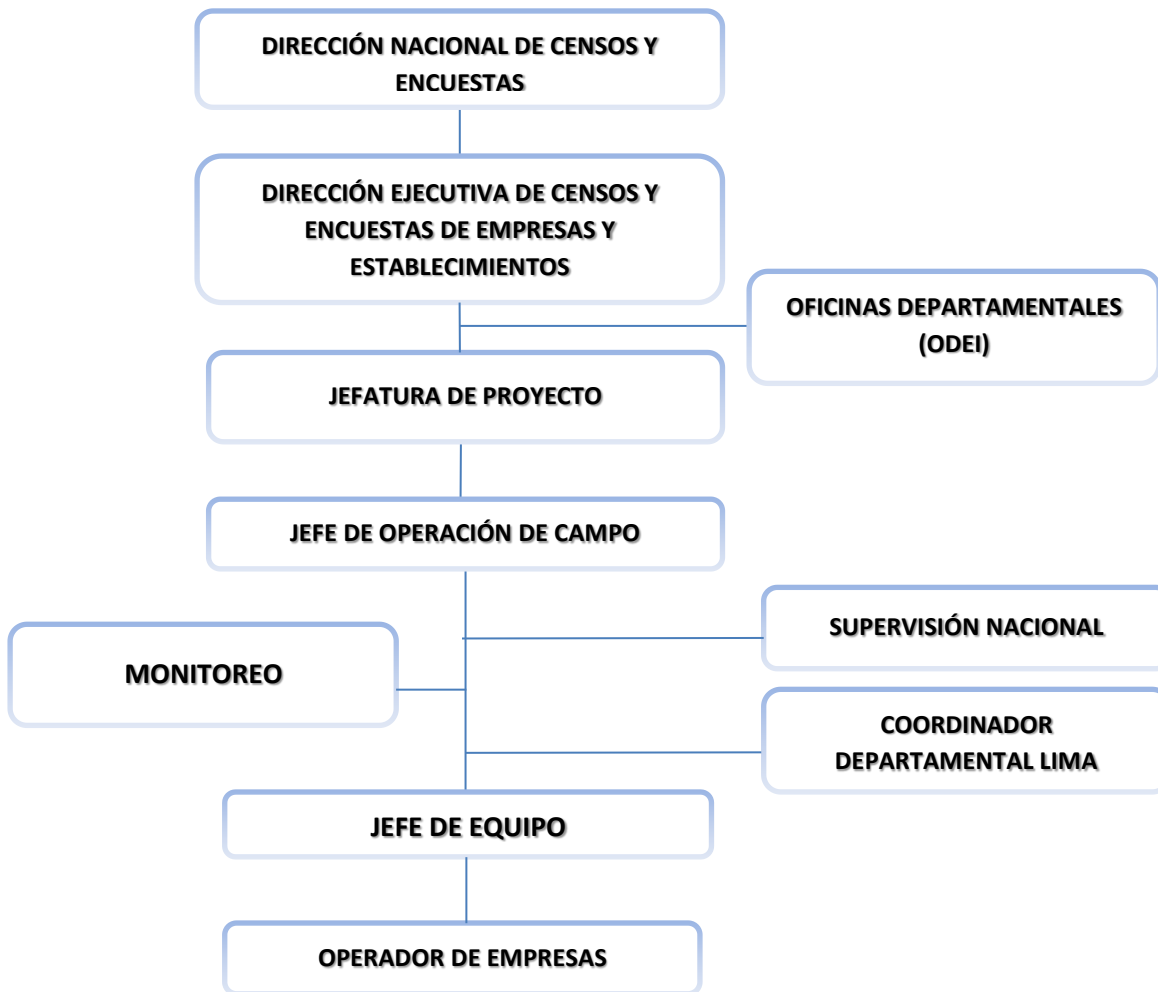 DIRECCIÓN NACIONAL DE CENSOS Y
ENCUESTAS
DIRECCIÓN EJECUTIVA DE CENSOS Y
ENCUESTAS DE EMPRESAS Y
ESTABLECIMIENTOS
OFICINAS DEPARTAMENTALES
(ODEI)
JEFATURA DE PROYECTO
JEFE DE OPERACIÓN DE CAMPO
SUPERVISIÓN NACIONAL
MONITOREO
COORDINADOR
DEPARTAMENTAL LIMA
JEFE DE EQUIPO
OPERADOR DE EMPRESAS